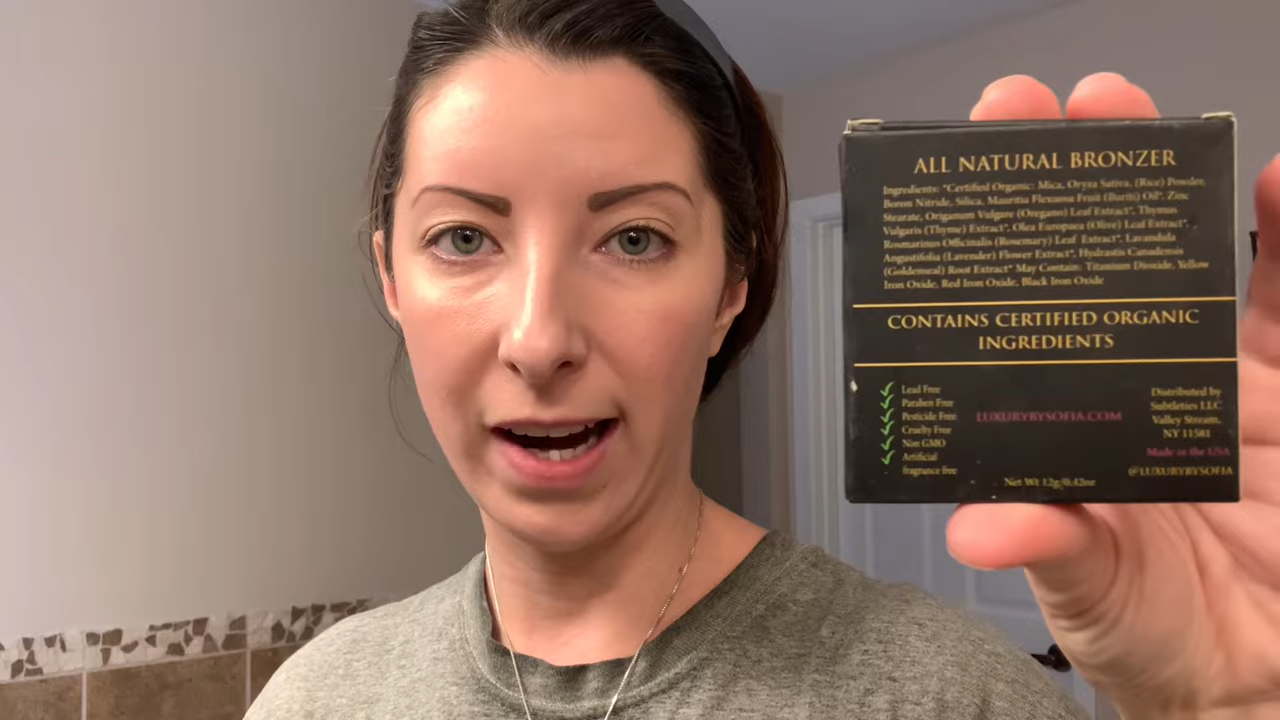 ALL NATURAL BRONZER
Ingredients: *Certified Organic: Mica, Oryza Sativa, (Rice) Powder,
Boron Nitride, Silica, Mauritia Flexuosa Fruit (Buriti) Oil*, Zinc
Stearate, Origanum Vulgare (Oregano) Leaf Extract*, Thymus
Vulgaris (Thyme) Extract*, Olea Europaea (Olive) Leaf Extract*,
Rosmarinus Officinalis (Rosemary) Leaf Extract*, Lavandula
Angustifolia (Lavender) Flower Extract*, Hydrastis Canadensis
(Goldenseal) Root Extract* May Contain: Titanium Dioxide, Yellow
Iron Oxide, Red Iron Oxide, Black Iron Oxide
CONTAINS CERTIFIED ORGANIC
INGREDIENTS
Lead Free
Paraben Free
Pesticide Free
Cruelty Free
Non GMO
Artificial
fragrance free
LUXURYBYSOFIA.COM
Distributed by
Subtleties LLC
Valley Stream,
NY 11581
Made in the USA
@LUXURYBYSOFIA
Net Wt 12g/0.42oz